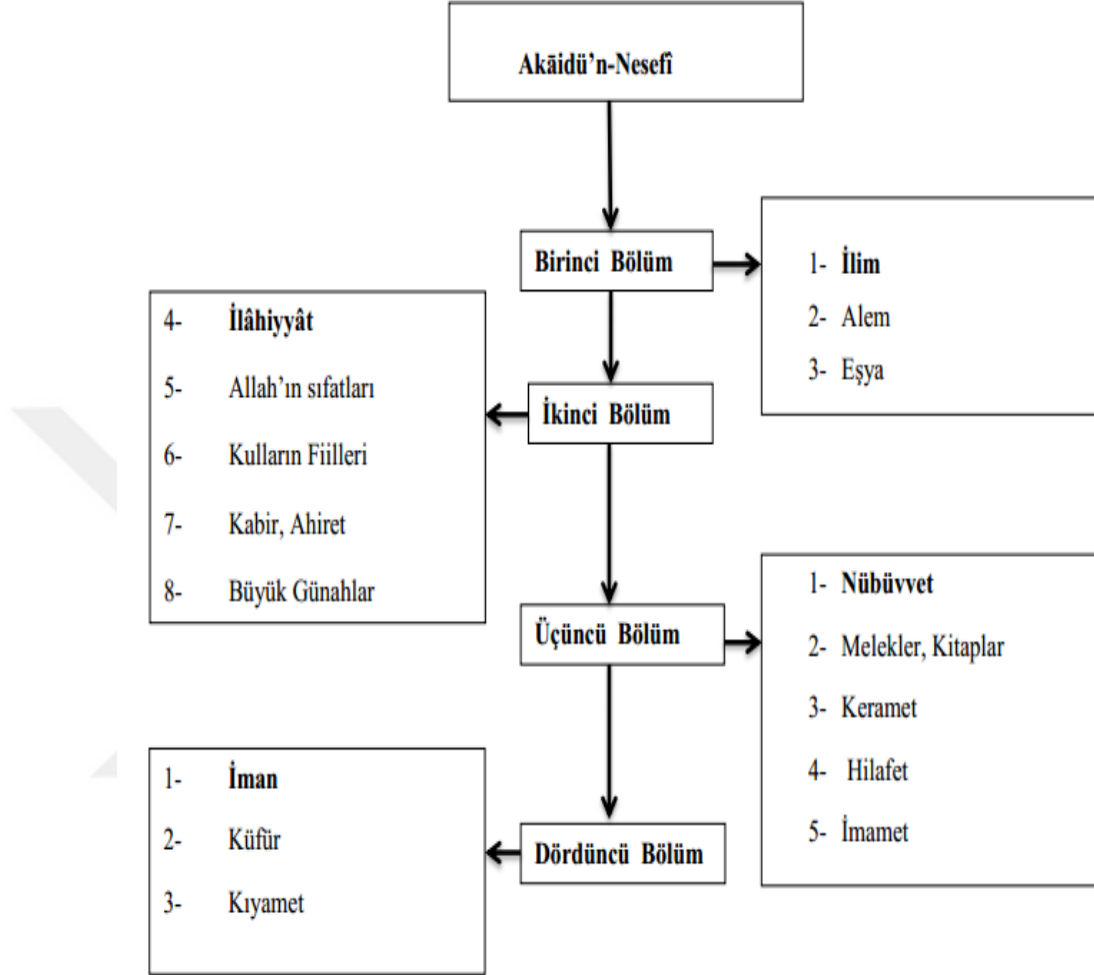 Akāidü’n-Nesefî
Birinci Bölüm
1- İlim
2- Alem
3- Eşya
İkinci Bölüm
4- İlâhiyyât
5- Allah’ın sıfatları
6- Kulların Fiilleri
7- Kabir, Ahiret
8- Büyük Günahlar
Üçüncü Bölüm
1- Nübüvvet
2- Melekler, Kitaplar
3- Keramet
4- Hilafet
5- İmamet
Dördüncü Bölüm
1- İman
2- Küfür
3- Kıyamet